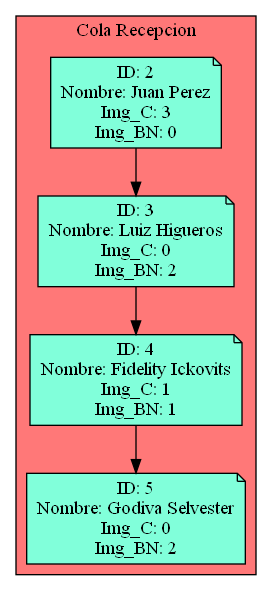 Cola Recepcion
ID: 2
Nombre: Juan Perez
Img_C: 3
Img_BN: 0
ID: 3
Nombre: Luiz Higueros
Img_C: 0
Img_BN: 2
ID: 4
Nombre: Fidelity Ickovits
Img_C: 1
Img_BN: 1
ID: 5
Nombre: Godiva Selvester
Img_C: 0
Img_BN: 2